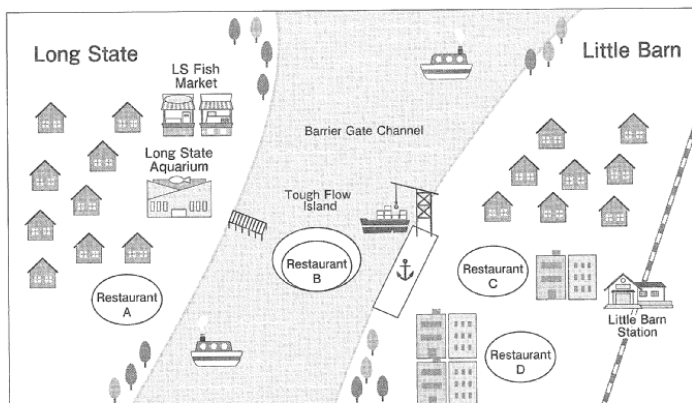 Long State
Little Barn
LS Fish
Market
Barrier Gate Channel
Long State
Aquarium
Tough Flow
Island
Restaurant
B
Restaurant
C
Restaurant
A
Little Barn
Station
Restaurant
D